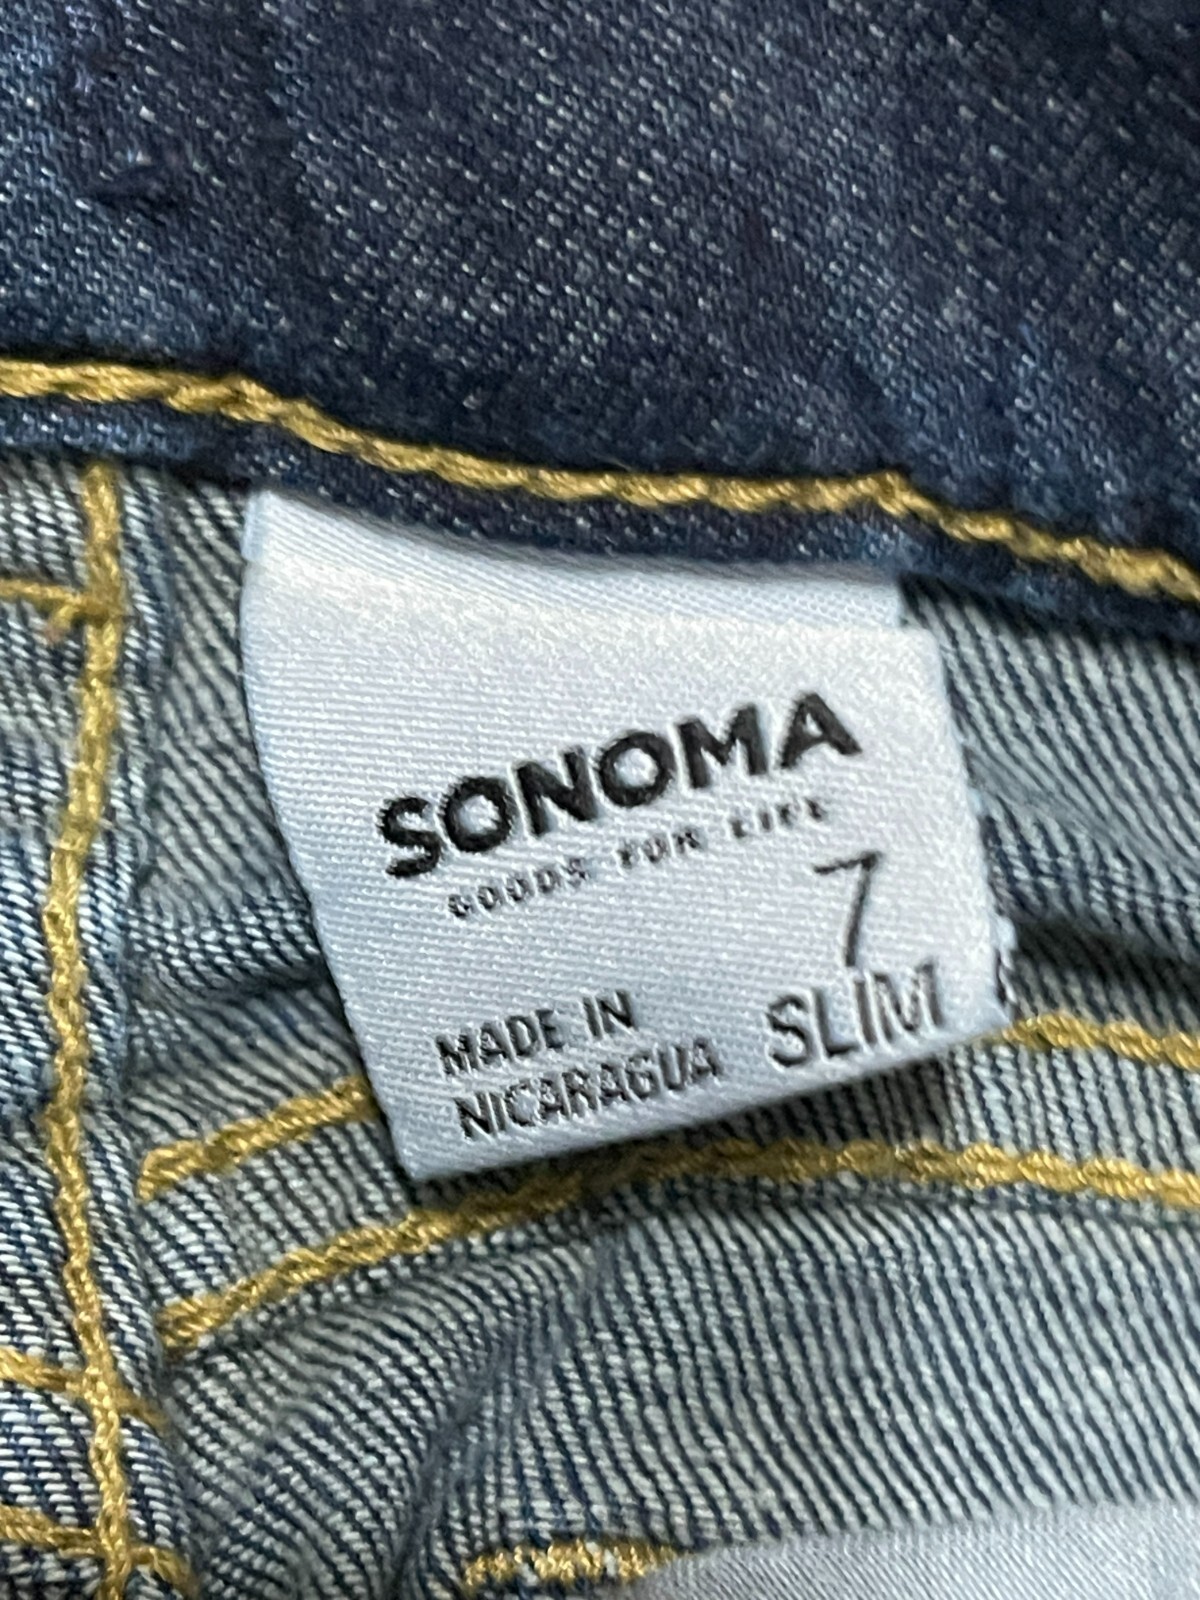 SONOMA
GOODS FOR LIFE
7
SLIM
MADE IN
NICARAGUA